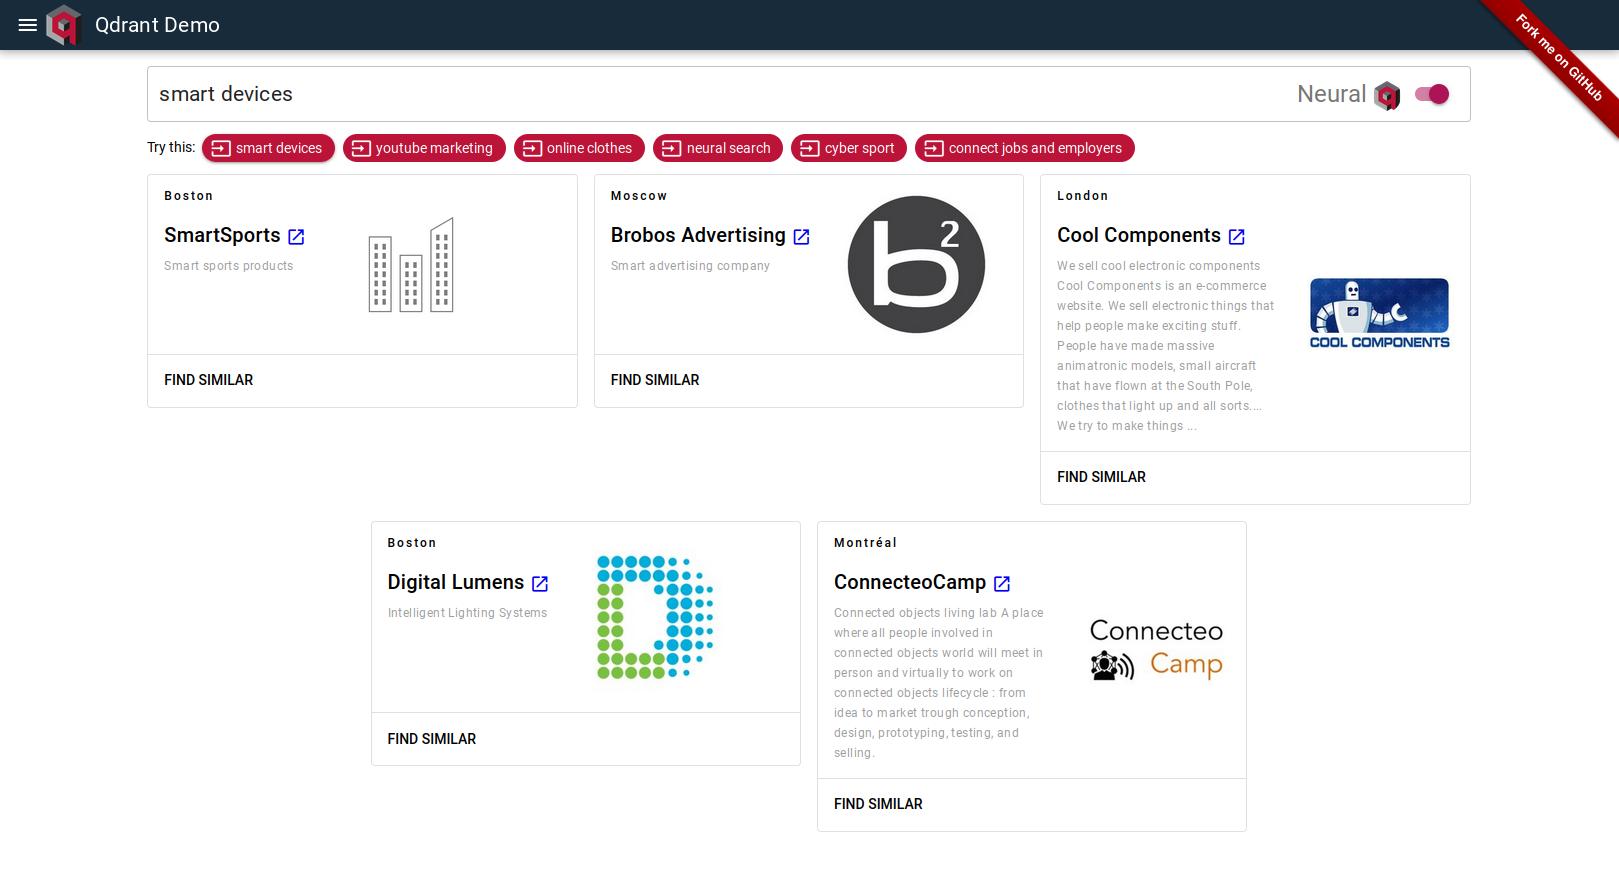 Qdrant Demo
Fork me on GitHub
smart devices
Neural
Try this: smart devices youtube marketing online clothes neural search cyber sport connect jobs and employers
Boston
SmartSports
Smart sports products
FIND SIMILAR
Moscow
Brobos Advertising
Smart advertising company
b2
FIND SIMILAR
London
Cool Components
We sell cool electronic components
Cool Components is an e-commerce
website. We sell electronic things that
help people make exciting stuff.
People have made massive
animatronic models, small aircraft
that have flown at the South Pole,
clothes that light up and all sorts....
We try to make things ...
COOL COMPONENTS
FIND SIMILAR
Boston
Digital Lumens
Intelligent Lighting Systems
FIND SIMILAR
Montréal
ConnecteoCamp
Connected objects living lab A place
where all people involved in
connected objects world will meet in
person and virtually to work on
connected objects lifecycle : from
idea to market trough conception,
design, prototyping, testing, and
selling.
Connecteo
Camp
FIND SIMILAR